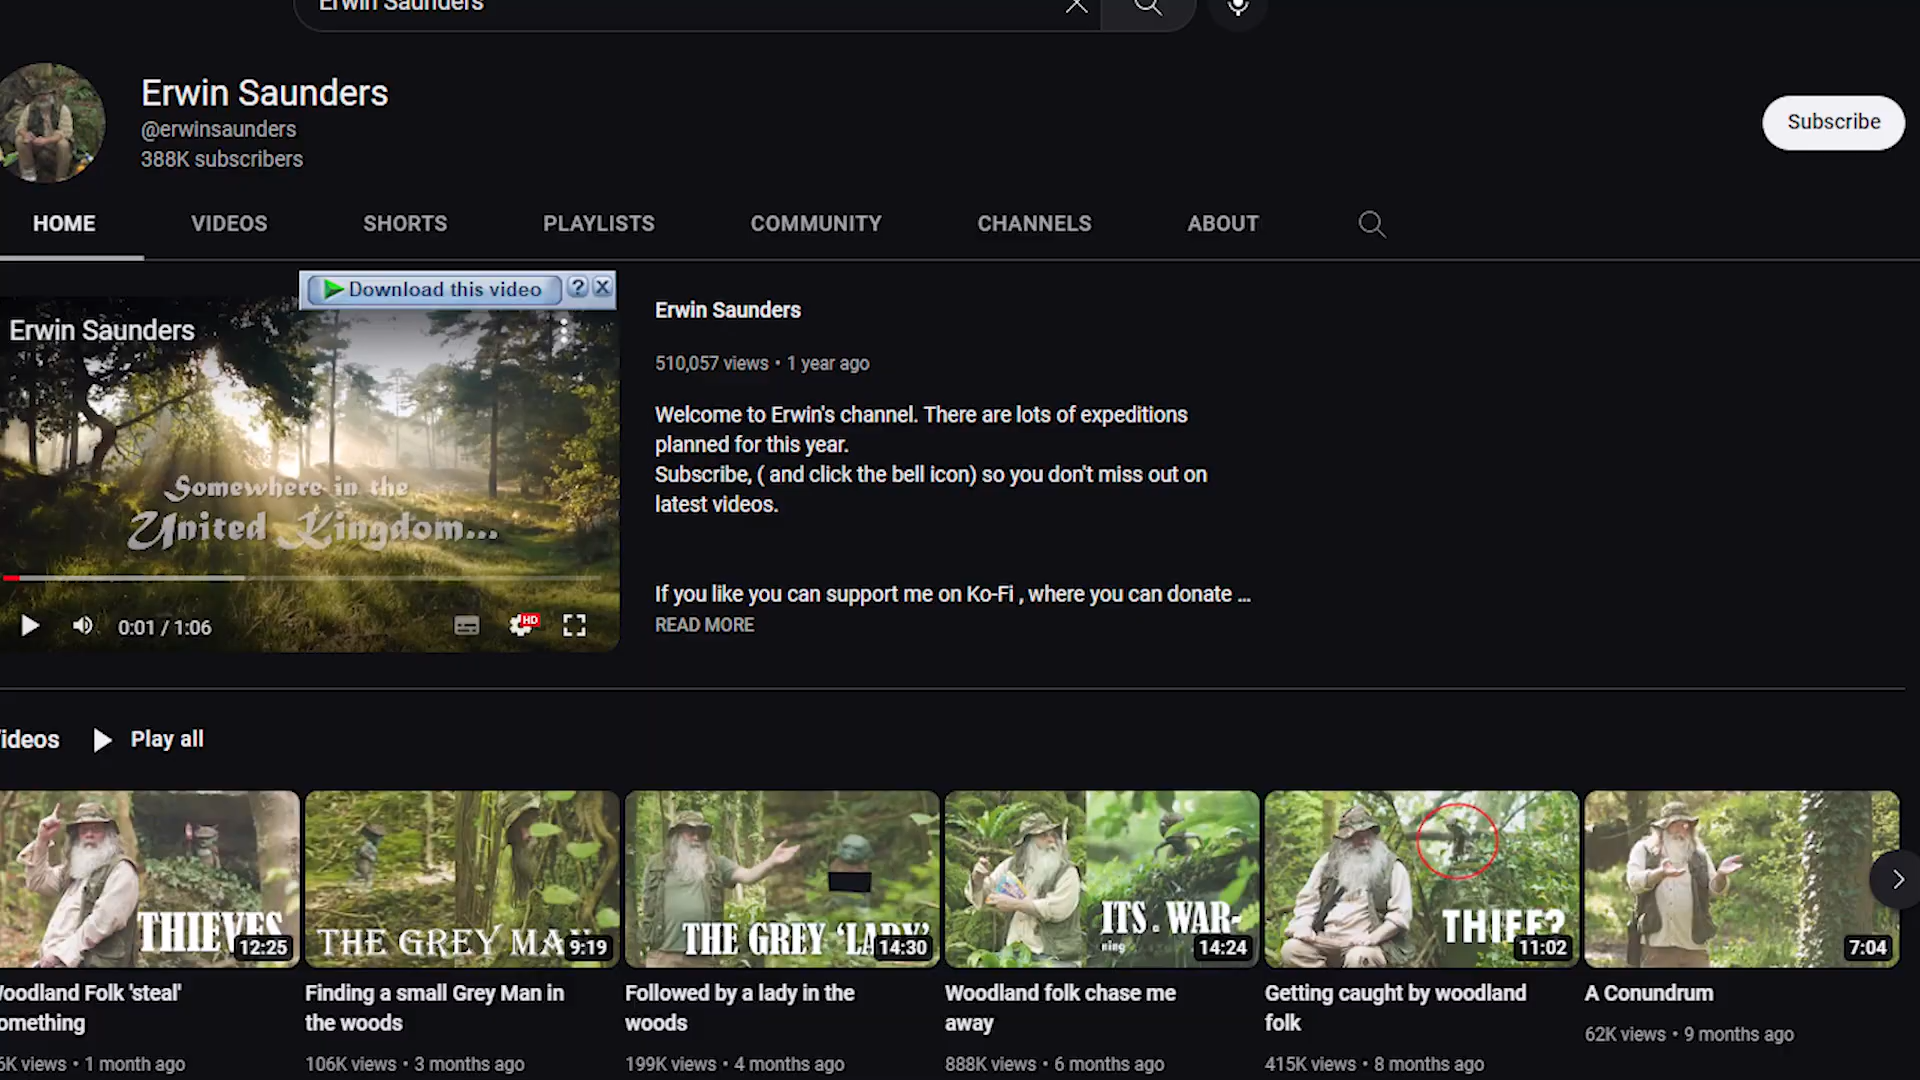 Erwin Saunders
Erwin Saunders
@erwinsaunders
388K subscribers
Subscribe
HOME VIDEOS SHORTS PLAYLISTS COMMUNITY CHANNELS ABOUT
Download this video ? X
Erwin Saunders
Somewhere in the
United Kingdom...
0:01 / 1:06
HD
Erwin Saunders
510,057 views • 1 year ago
Welcome to Erwin's channel. There are lots of expeditions
planned for this year.
Subscribe, ( and click the bell icon) so you don't miss out on
latest videos.
If you like you can support me on Ko-Fi , where you can donate ...
READ MORE
ideos Play all
THIEVES
12:25
THE GREY MAN
9:19
THE GREY 'LADY'
14:30
ITS . WAR-
ning
14:24
THIEF?
11:02
7:04
oodland Folk 'steal'
omething
6K views • 1 month ago
Finding a small Grey Man in
the woods
106K views • 3 months ago
Followed by a lady in the
woods
199K views • 4 months ago
Woodland folk chase me
away
888K views • 6 months ago
Getting caught by woodland
folk
415K views • 8 months ago
A Conundrum
62K views • 9 months ago